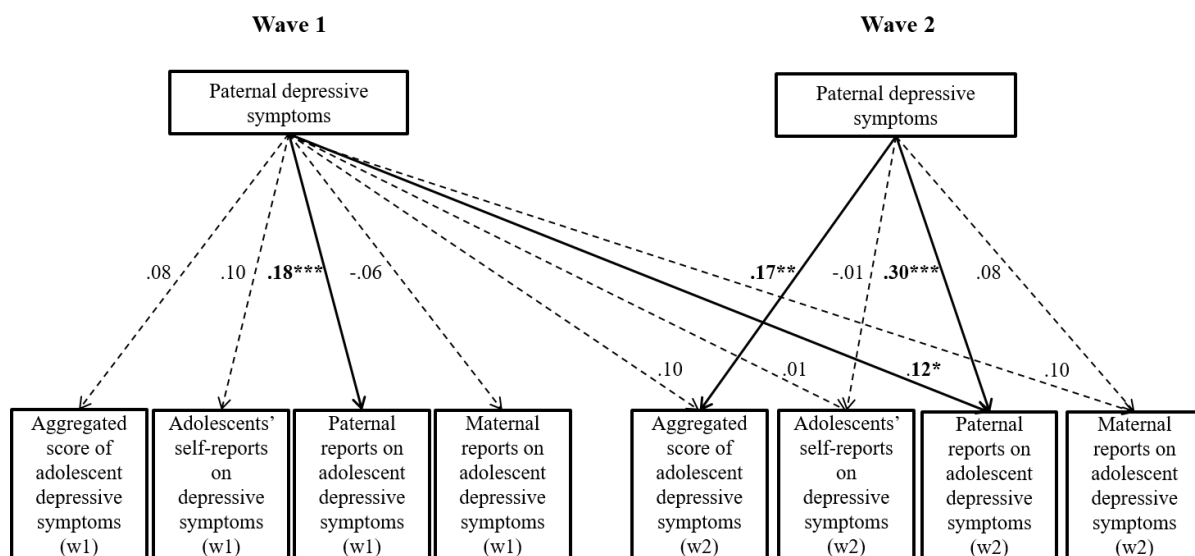 Wave 1
Wave 2
Paternal depressive
symptoms
Paternal depressive
symptoms
.08
.10
.18***
-.06
.17**
-.01
.30***
.08
.10
.01
.12*
.10
Aggregated
score of
adolescent
depressive
symptoms
(w1)
Adolescents’
self-reports
on
depressive
symptoms
(w1)
Paternal
reports on
adolescent
depressive
symptoms
(w1)
Maternal
reports on
adolescent
depressive
symptoms
(w1)
Aggregated
score of
adolescent
depressive
symptoms
(w2)
Adolescents’
self-reports
on
depressive
symptoms
(w2)
Paternal
reports on
adolescent
depressive
symptoms
(w2)
Maternal
reports on
adolescent
depressive
symptoms
(w2)